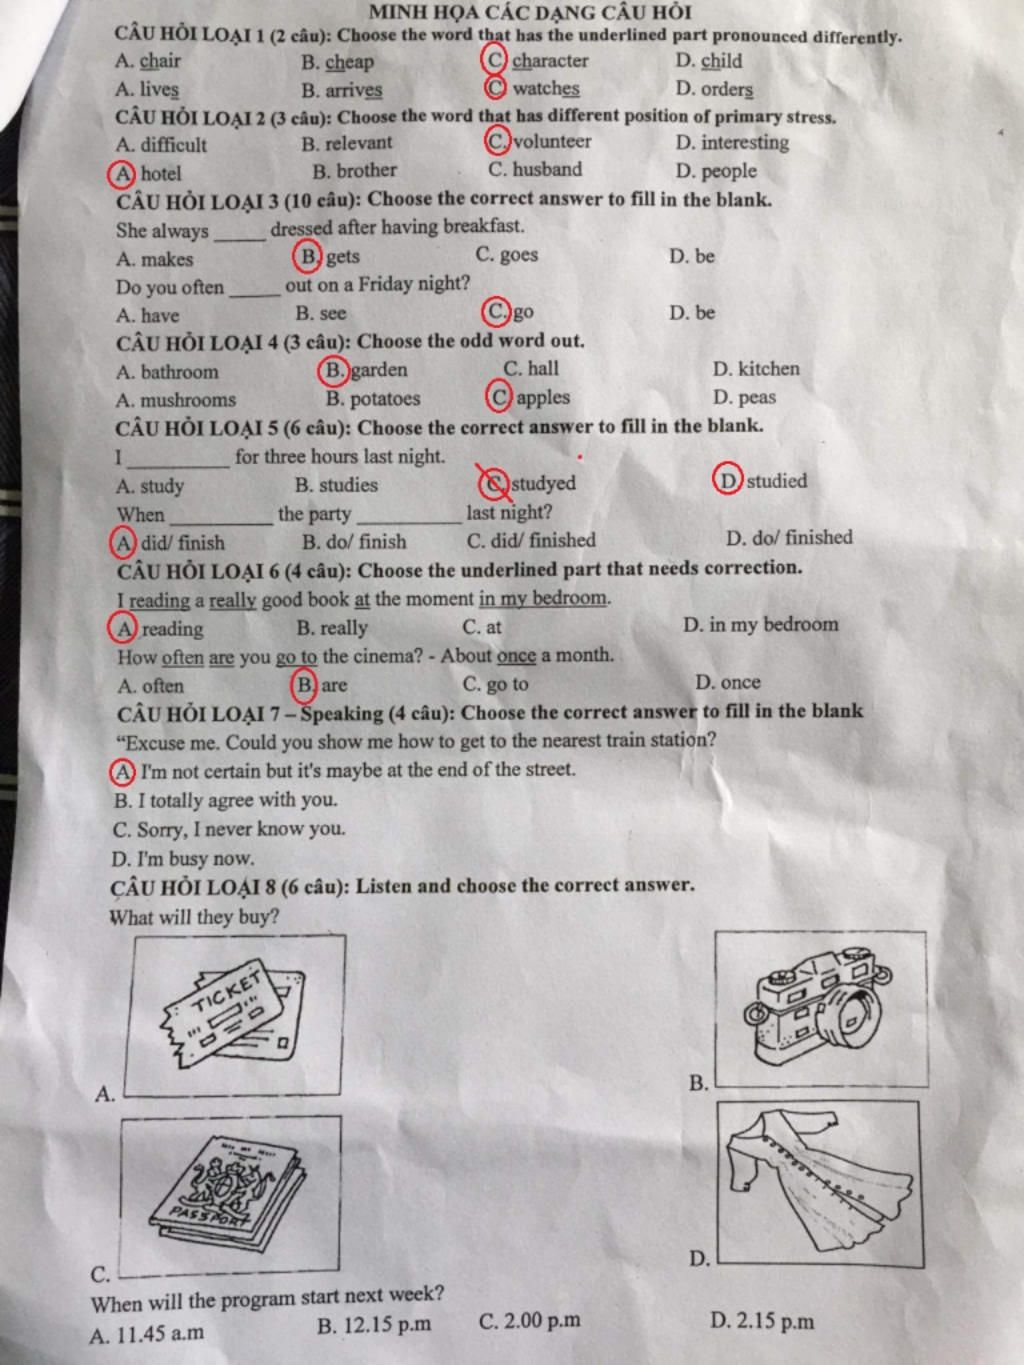 MINH HỌA CÁC DẠNG CÂU HỎI
CÂU HỎI LOẠI 1 (2 câu): Choose the word that has the underlined part pronounced differently.
A. chair B. cheap C. character D. child
A. lives B. arrives C. watches D. orders
CÂU HỎI LOẠI 2 (3 câu): Choose the word that has different position of primary stress.
A. difficult B. relevant C. volunteer D. interesting
A. hotel B. brother C. husband D. people
CÂU HỎI LOẠI 3 (10 câu): Choose the correct answer to fill in the blank.
She always _____ dressed after having breakfast.
A. makes B. gets C. goes D. be
Do you often _____ out on a Friday night?
A. have B. see C. go D. be
CÂU HỎI LOẠI 4 (3 câu): Choose the odd word out.
A. bathroom B. garden C. hall D. kitchen
A. mushrooms B. potatoes C. apples D. peas
CÂU HỎI LOẠI 5 (6 câu): Choose the correct answer to fill in the blank.
I __________ for three hours last night.
A. study B. studies C. studyed D. studied
When __________ the party __________ last night?
A. did/ finish B. do/ finish C. did/ finished D. do/ finished
CÂU HỎI LOẠI 6 (4 câu): Choose the underlined part that needs correction.
I reading a really good book at the moment in my bedroom.
A. reading B. really C. at D. in my bedroom
How often are you go to the cinema? - About once a month.
A. often B. are C. go to D. once
CÂU HỎI LOẠI 7 – Speaking (4 câu): Choose the correct answer to fill in the blank
“Excuse me. Could you show me how to get to the nearest train station?
A. I'm not certain but it's maybe at the end of the street.
B. I totally agree with you.
C. Sorry, I never know you.
D. I'm busy now.
CÂU HỎI LOẠI 8 (6 câu): Listen and choose the correct answer.
What will they buy?
TICKET
A.
B.
PASSPORT
C.
D.
When will the program start next week?
A. 11.45 a.m B. 12.15 p.m C. 2.00 p.m D. 2.15 p.m